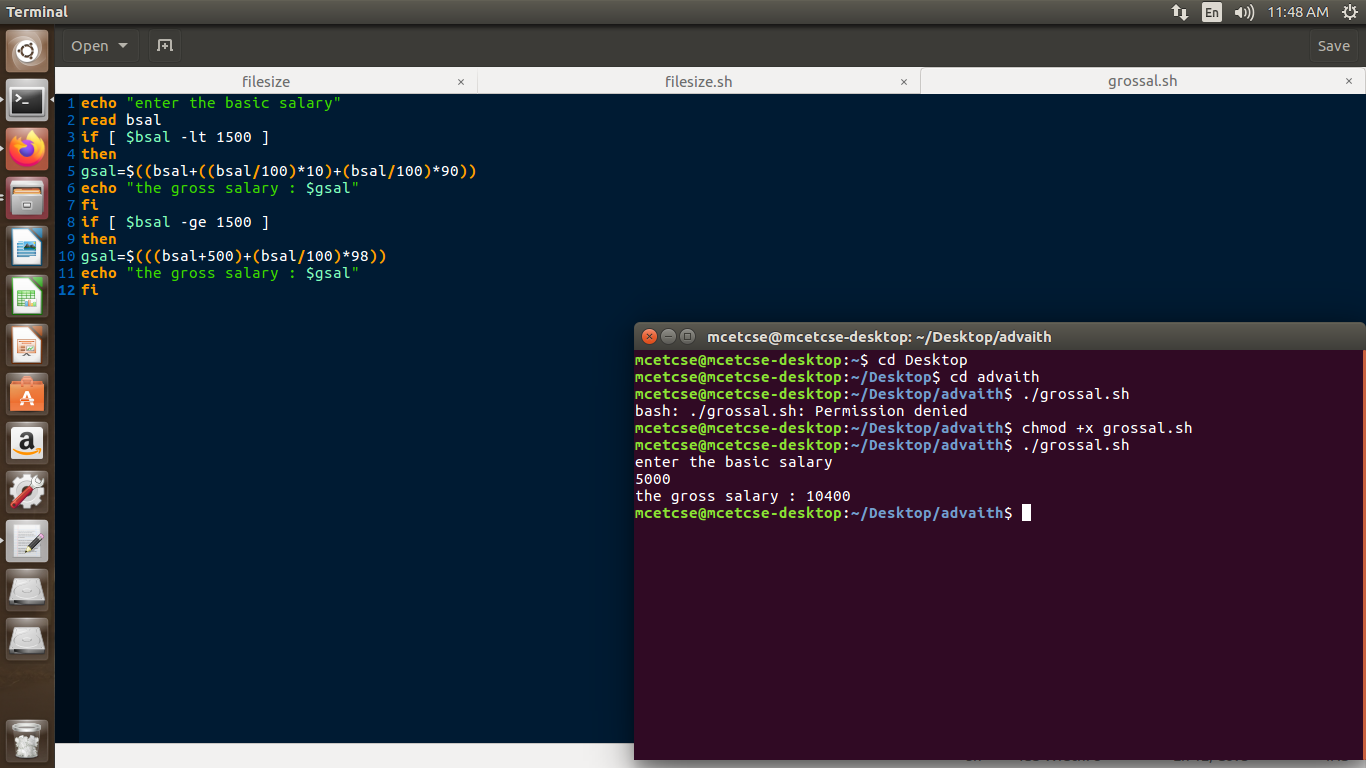 Terminal
En
11:48 AM
Open
Save
filesize ×
filesize.sh ×
grossal.sh ×
1 echo "enter the basic salary"
2 read bsal
3 if [ $bsal -lt 1500 ]
4 then
5 gsal=$((bsal+((bsal/100)*10)+(bsal/100)*90))
6 echo "the gross salary : $gsal"
7 fi
8 if [ $bsal -ge 1500 ]
9 then
10 gsal=$(((bsal+500)+(bsal/100)*98))
11 echo "the gross salary : $gsal"
12 fi
mcetcse@mcetcse-desktop: ~/Desktop/advaith
mcetcse@mcetcse-desktop:~$ cd Desktop
mcetcse@mcetcse-desktop:~/Desktop$ cd advaith
mcetcse@mcetcse-desktop:~/Desktop/advaith$ ./grossal.sh
bash: ./grossal.sh: Permission denied
mcetcse@mcetcse-desktop:~/Desktop/advaith$ chmod +x grossal.sh
mcetcse@mcetcse-desktop:~/Desktop/advaith$ ./grossal.sh
enter the basic salary
5000
the gross salary : 10400
mcetcse@mcetcse-desktop:~/Desktop/advaith$